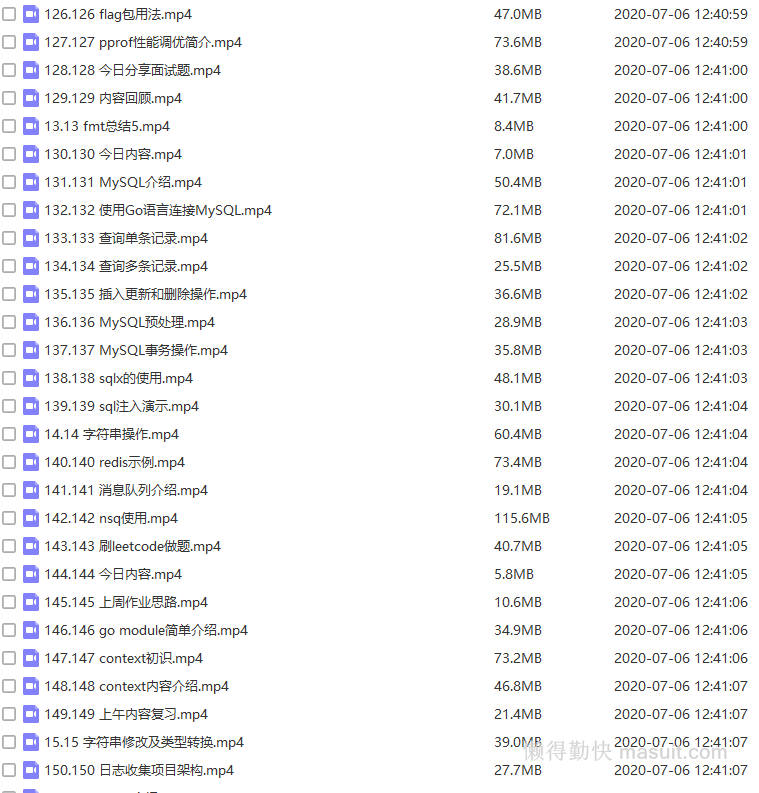 126.126 flag包用法.mp4 47.0MB 2020-07-06 12:40:59
127.127 pprof性能调优简介.mp4 73.6MB 2020-07-06 12:40:59
128.128 今日分享面试题.mp4 38.6MB 2020-07-06 12:41:00
129.129 内容回顾.mp4 41.7MB 2020-07-06 12:41:00
13.13 fmt总结5.mp4 8.4MB 2020-07-06 12:41:00
130.130 今日内容.mp4 7.0MB 2020-07-06 12:41:01
131.131 MySQL介绍.mp4 50.4MB 2020-07-06 12:41:01
132.132 使用Go语言连接MySQL.mp4 72.1MB 2020-07-06 12:41:01
133.133 查询单条记录.mp4 81.6MB 2020-07-06 12:41:02
134.134 查询多条记录.mp4 25.5MB 2020-07-06 12:41:02
135.135 插入更新和删除操作.mp4 36.6MB 2020-07-06 12:41:02
136.136 MySQL预处理.mp4 28.9MB 2020-07-06 12:41:03
137.137 MySQL事务操作.mp4 35.8MB 2020-07-06 12:41:03
138.138 sqlx的使用.mp4 48.1MB 2020-07-06 12:41:03
139.139 sql注入演示.mp4 30.1MB 2020-07-06 12:41:04
14.14 字符串操作.mp4 60.4MB 2020-07-06 12:41:04
140.140 redis示例.mp4 73.4MB 2020-07-06 12:41:04
141.141 消息队列介绍.mp4 19.1MB 2020-07-06 12:41:04
142.142 nsq使用.mp4 115.6MB 2020-07-06 12:41:05
143.143 刷leetcode做题.mp4 40.7MB 2020-07-06 12:41:05
144.144 今日内容.mp4 5.8MB 2020-07-06 12:41:05
145.145 上周作业思路.mp4 10.6MB 2020-07-06 12:41:06
146.146 go module简单介绍.mp4 34.9MB 2020-07-06 12:41:06
147.147 context初识.mp4 73.2MB 2020-07-06 12:41:06
148.148 context内容介绍.mp4 46.8MB 2020-07-06 12:41:07
149.149 上午内容复习.mp4 21.4MB 2020-07-06 12:41:07
15.15 字符串修改及类型转换.mp4 39.0MB 2020-07-06 12:41:07
懒得勤快 masuit.com
150.150 日志收集项目架构.mp4 27.7MB 2020-07-06 12:41:07